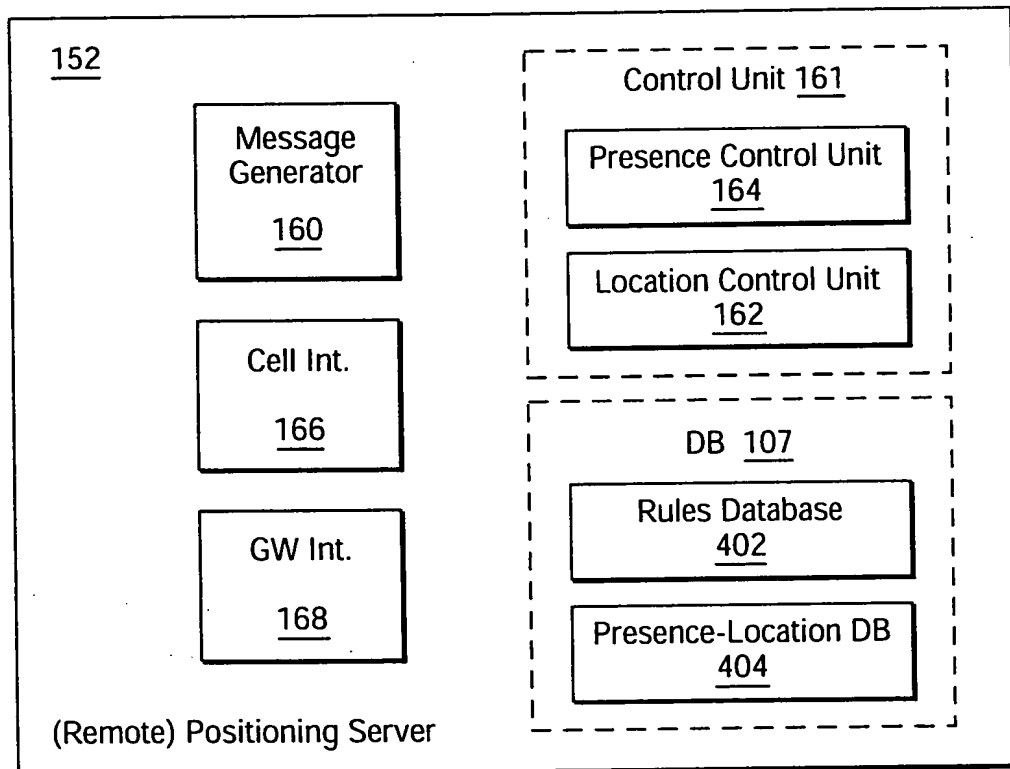 152
Message
Generator
160
Cell Int.
166
GW Int.
168
(Remote) Positioning Server
Control Unit 161
Presence Control Unit
164
Location Control Unit
162
DB 107
Rules Database
402
Presence-Location DB
404